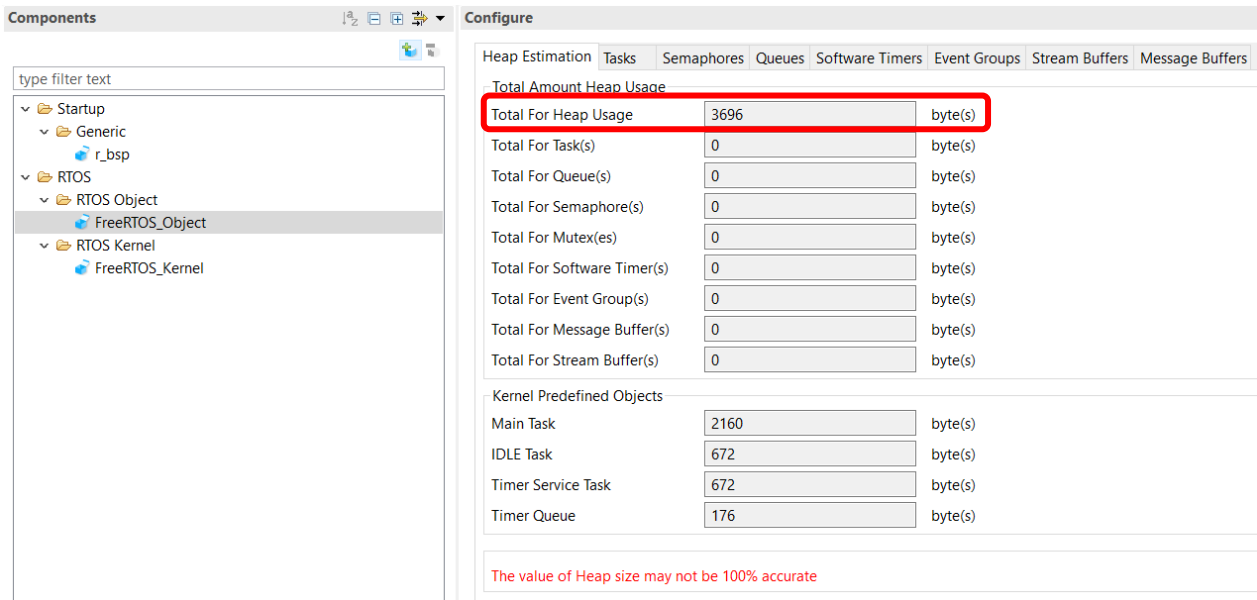 Components
type filter text
Startup
Generic
r_bsp
RTOS
RTOS Object
FreeRTOS_Object
RTOS Kernel
FreeRTOS_Kernel
Configure
Heap Estimation Tasks Semaphores Queues Software Timers Event Groups Stream Buffers Message Buffers
Total Amount Heap Usage
Total For Heap Usage 3696 byte(s)
Total For Task(s) 0 byte(s)
Total For Queue(s) 0 byte(s)
Total For Semaphore(s) 0 byte(s)
Total For Mutex(es) 0 byte(s)
Total For Software Timer(s) 0 byte(s)
Total For Event Group(s) 0 byte(s)
Total For Message Buffer(s) 0 byte(s)
Total For Stream Buffer(s) 0 byte(s)
Kernel Predefined Objects
Main Task 2160 byte(s)
IDLE Task 672 byte(s)
Timer Service Task 672 byte(s)
Timer Queue 176 byte(s)
The value of Heap size may not be 100% accurate